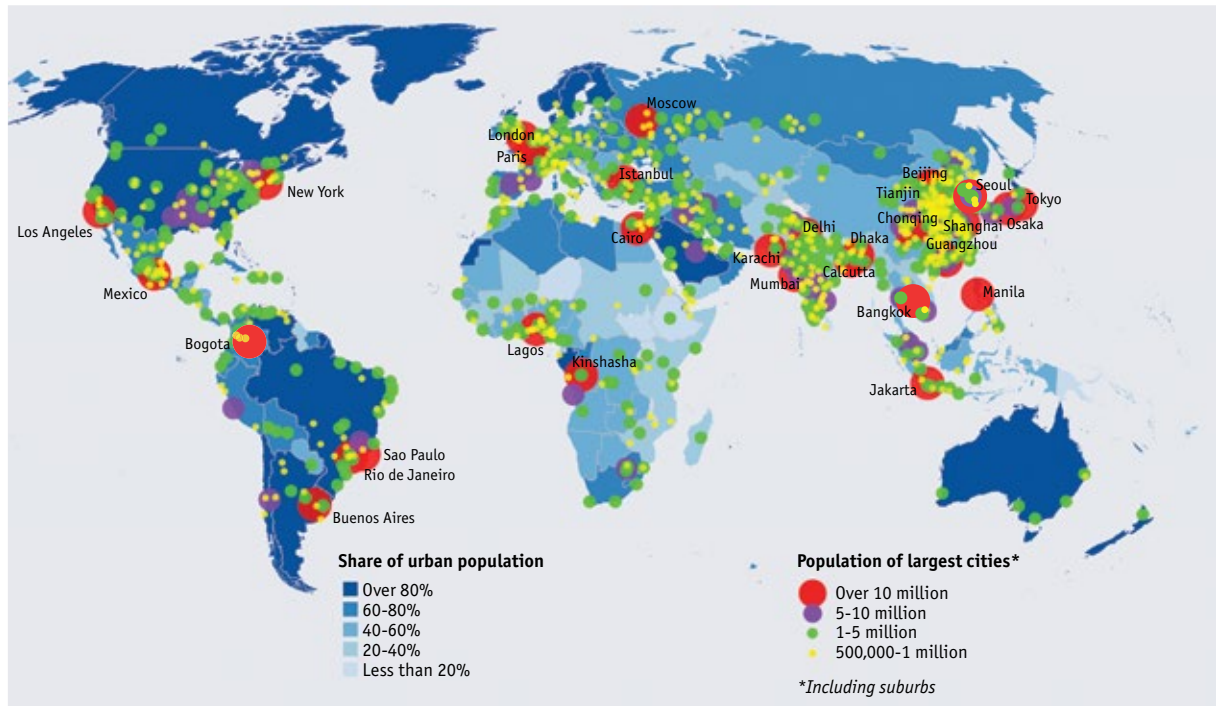 Moscow
London
Paris
Istanbul
New York
Los Angeles
Beijing
Seoul
Tianjin
Tokyo
Chonqing
Shanghai
Osaka
Guangzhou
Delhi
Dhaka
Cairo
Karachi
Calcutta
Mumbai
Mexico
Manila
Bangkok
Bogota
Lagos
Kinshasha
Jakarta
Sao Paulo
Rio de Janeiro
Buenos Aires
Share of urban population
Over 80%
60-80%
40-60%
20-40%
Less than 20%
Population of largest cities*
Over 10 million
5-10 million
1-5 million
500,000-1 million
*Including suburbs